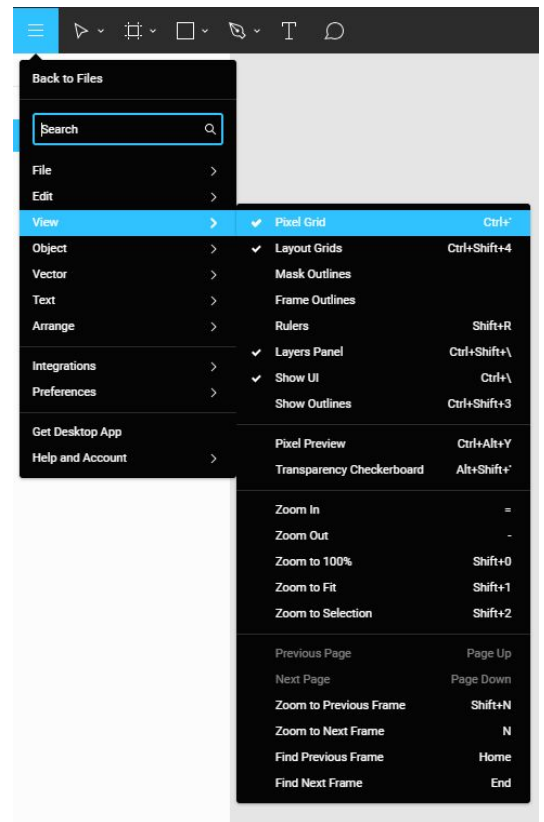 T
Back to Files
Search
File
Edit
View
Object
Vector
Text
Arrange
Integrations
Preferences
Get Desktop App
Help and Account
Pixel Grid Ctrl+'
Layout Grids Ctrl+Shift+4
Mask Outlines
Frame Outlines
Rulers Shift+R
Layers Panel Ctrl+Shift+\
Show UI Ctrl+\
Show Outlines Ctrl+Shift+3
Pixel Preview Ctrl+Alt+Y
Transparency Checkerboard Alt+Shift+'
Zoom In =
Zoom Out -
Zoom to 100% Shift+0
Zoom to Fit Shift+1
Zoom to Selection Shift+2
Previous Page Page Up
Next Page Page Down
Zoom to Previous Frame Shift+N
Zoom to Next Frame N
Find Previous Frame Home
Find Next Frame End